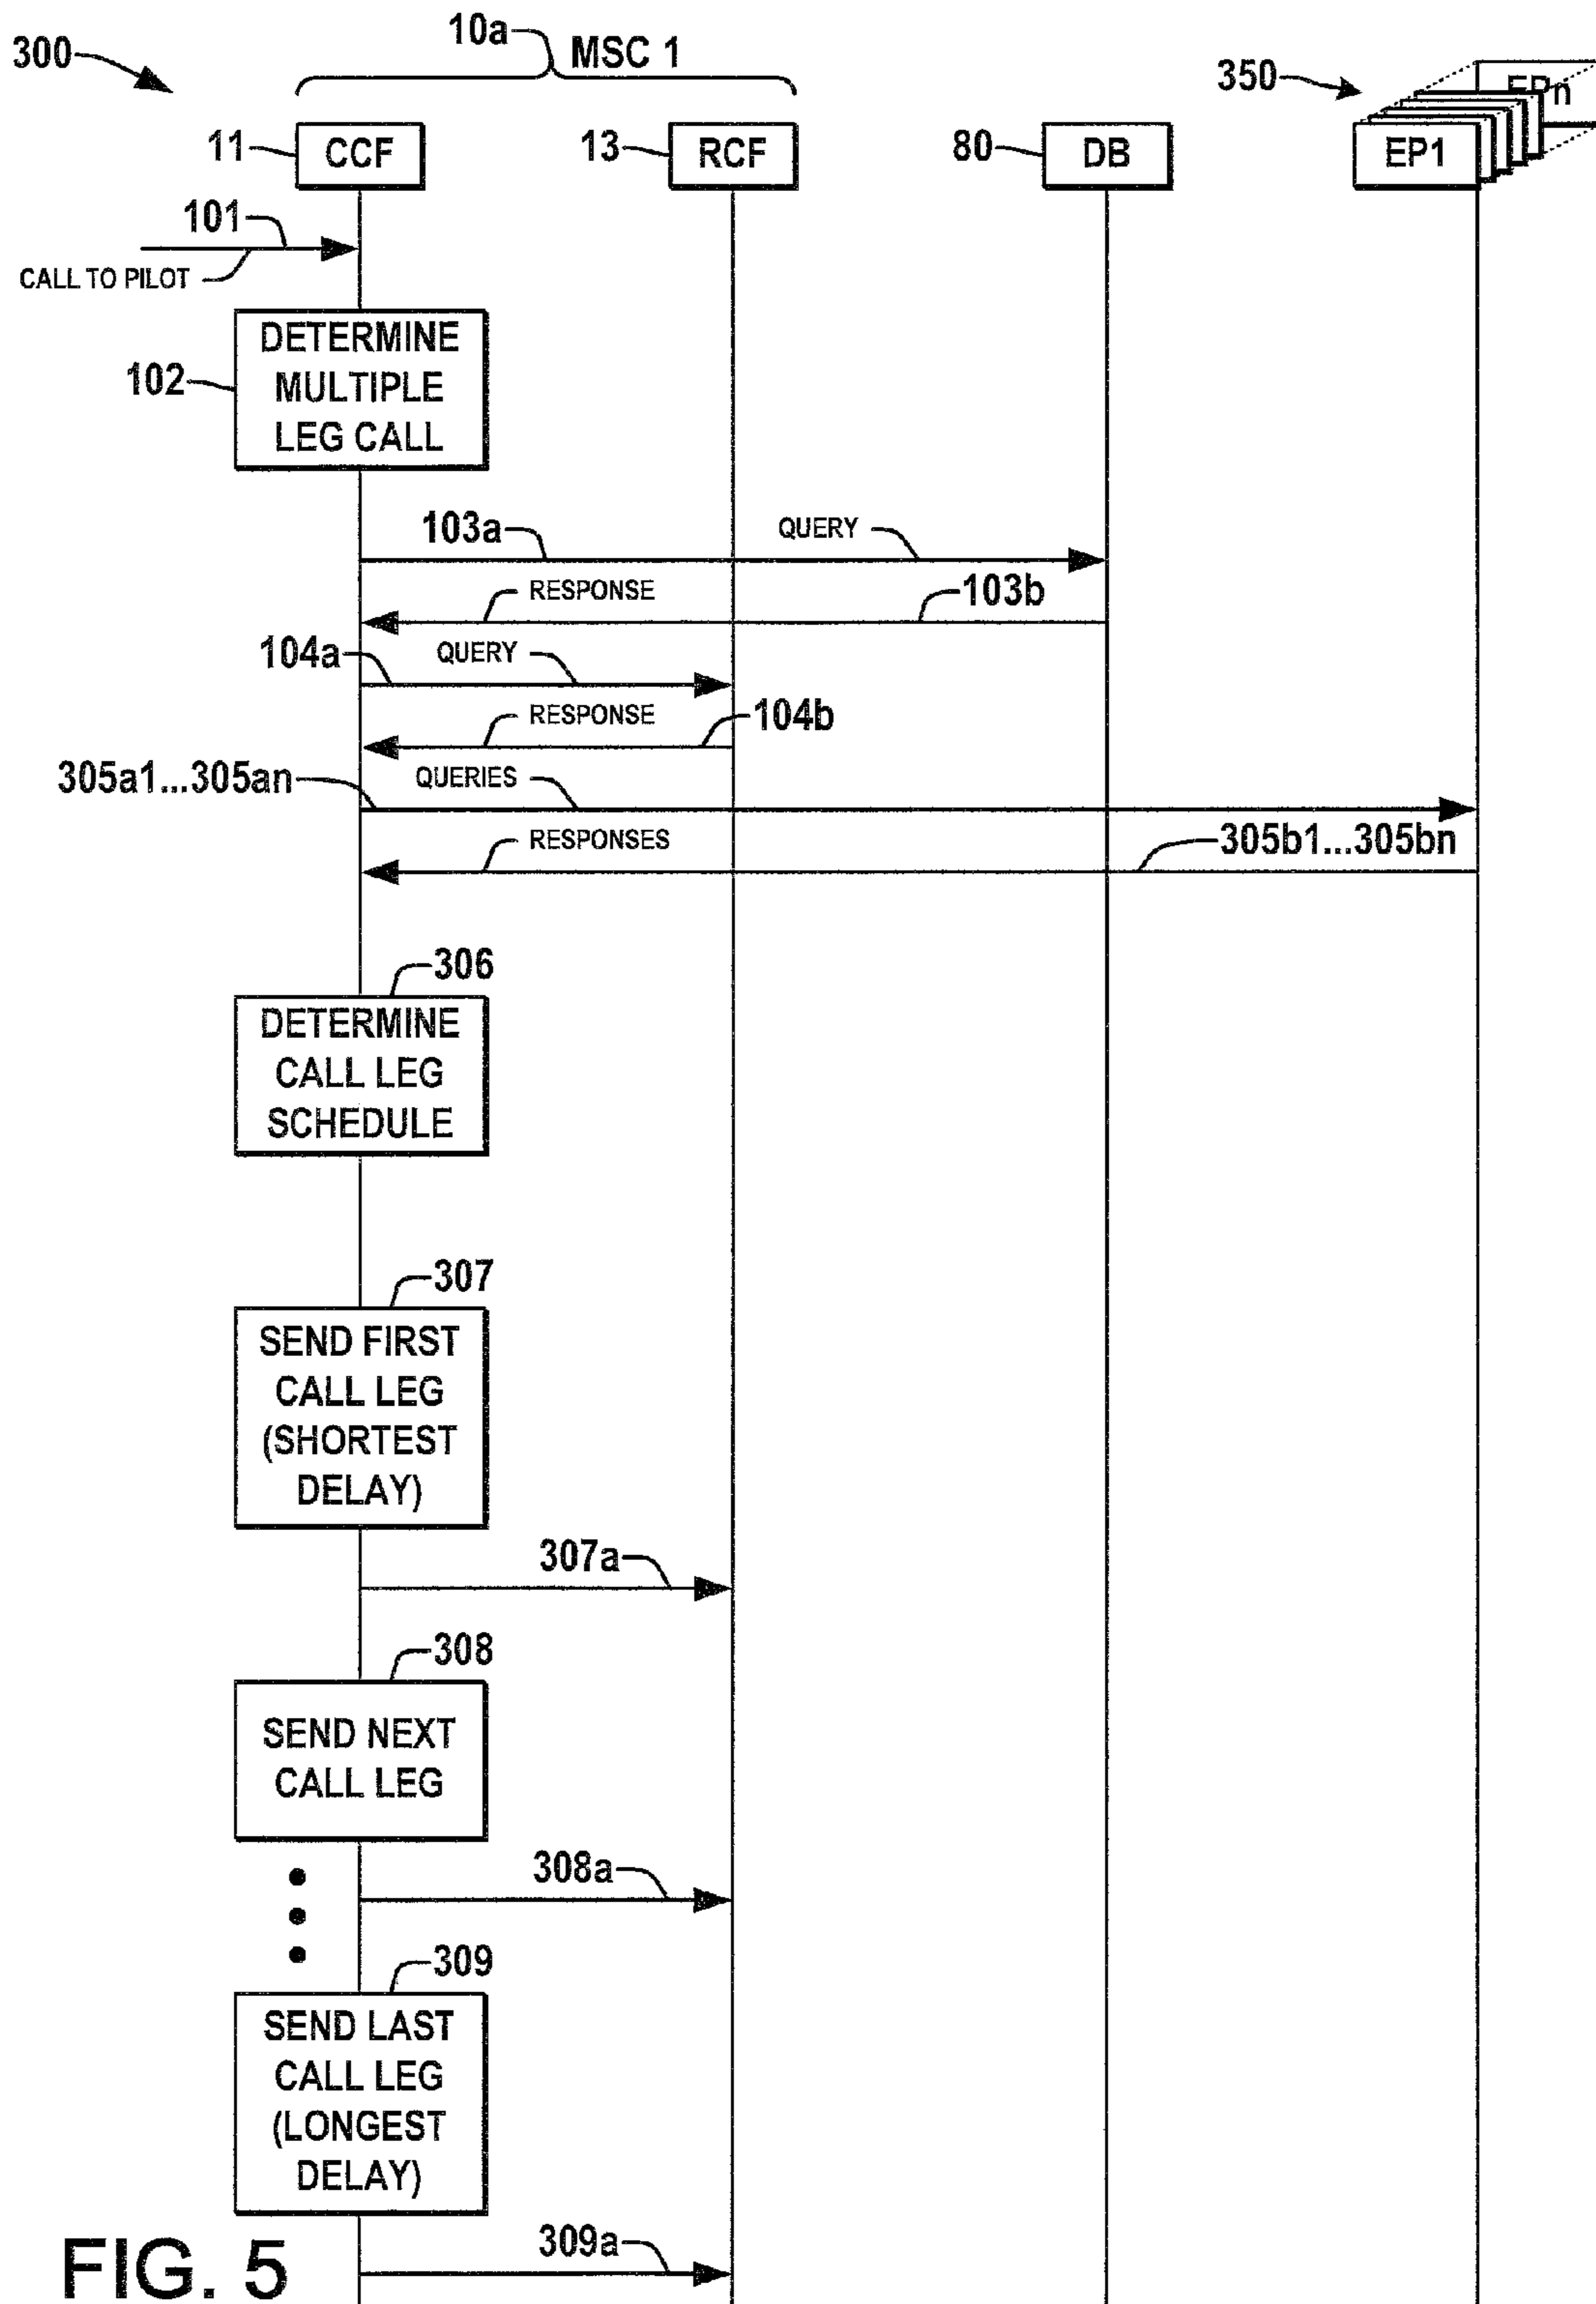 10a
MSC 1
300
350
EPn
11
CCF
13
RCF
80
DB
EP1
101
CALL TO PILOT
DETERMINE
MULTIPLE
LEG CALL
102
103a
QUERY
RESPONSE
103b
104a
QUERY
RESPONSE
104b
305a1...305an
QUERIES
RESPONSES
305b1...305bn
306
DETERMINE
CALL LEG
SCHEDULE
307
SEND FIRST
CALL LEG
(SHORTEST
DELAY)
307a
308
SEND NEXT
CALL LEG
308a
309
SEND LAST
CALL LEG
(LONGEST
DELAY)
309a
FIG. 5